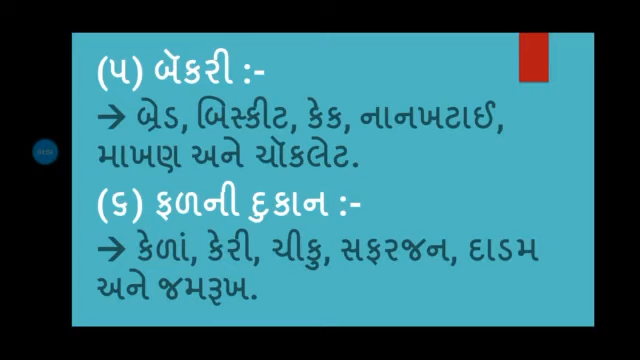 (૫) બૅકરી :-
→ બ્રેડ, બિસ્કીટ, કેક, નાનખટાઈ,
માખણ અને ચૉકલેટ.
(૬) ફળની દુકાન :-
→ કેળાં, કેરી, ચીકુ, સફરજન, દાડમ
અને જમરૂખ.